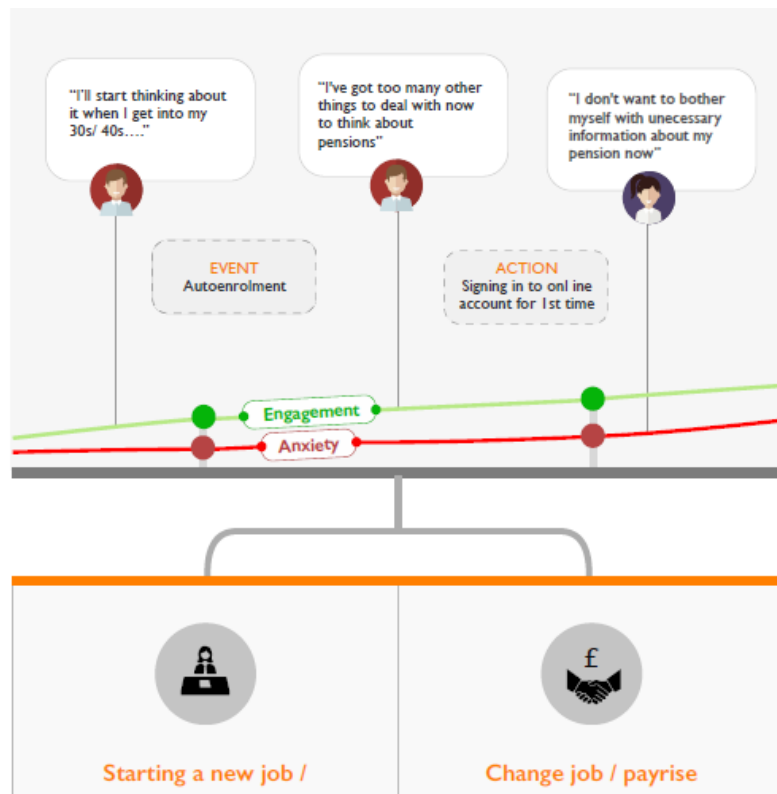 “I’ll start thinking about
it when I get into my
30s/ 40s....”
“I've got too many other
things to deal with now
to think about
pensions”
“I don't want to bother
myself with unecessary
information about my
pension now”
EVENT
Autoenrolment
ACTION
Signing in to onl ine
account for 1st time
Engagement
Anxiety
£
Starting a new job /
Change job / payrise